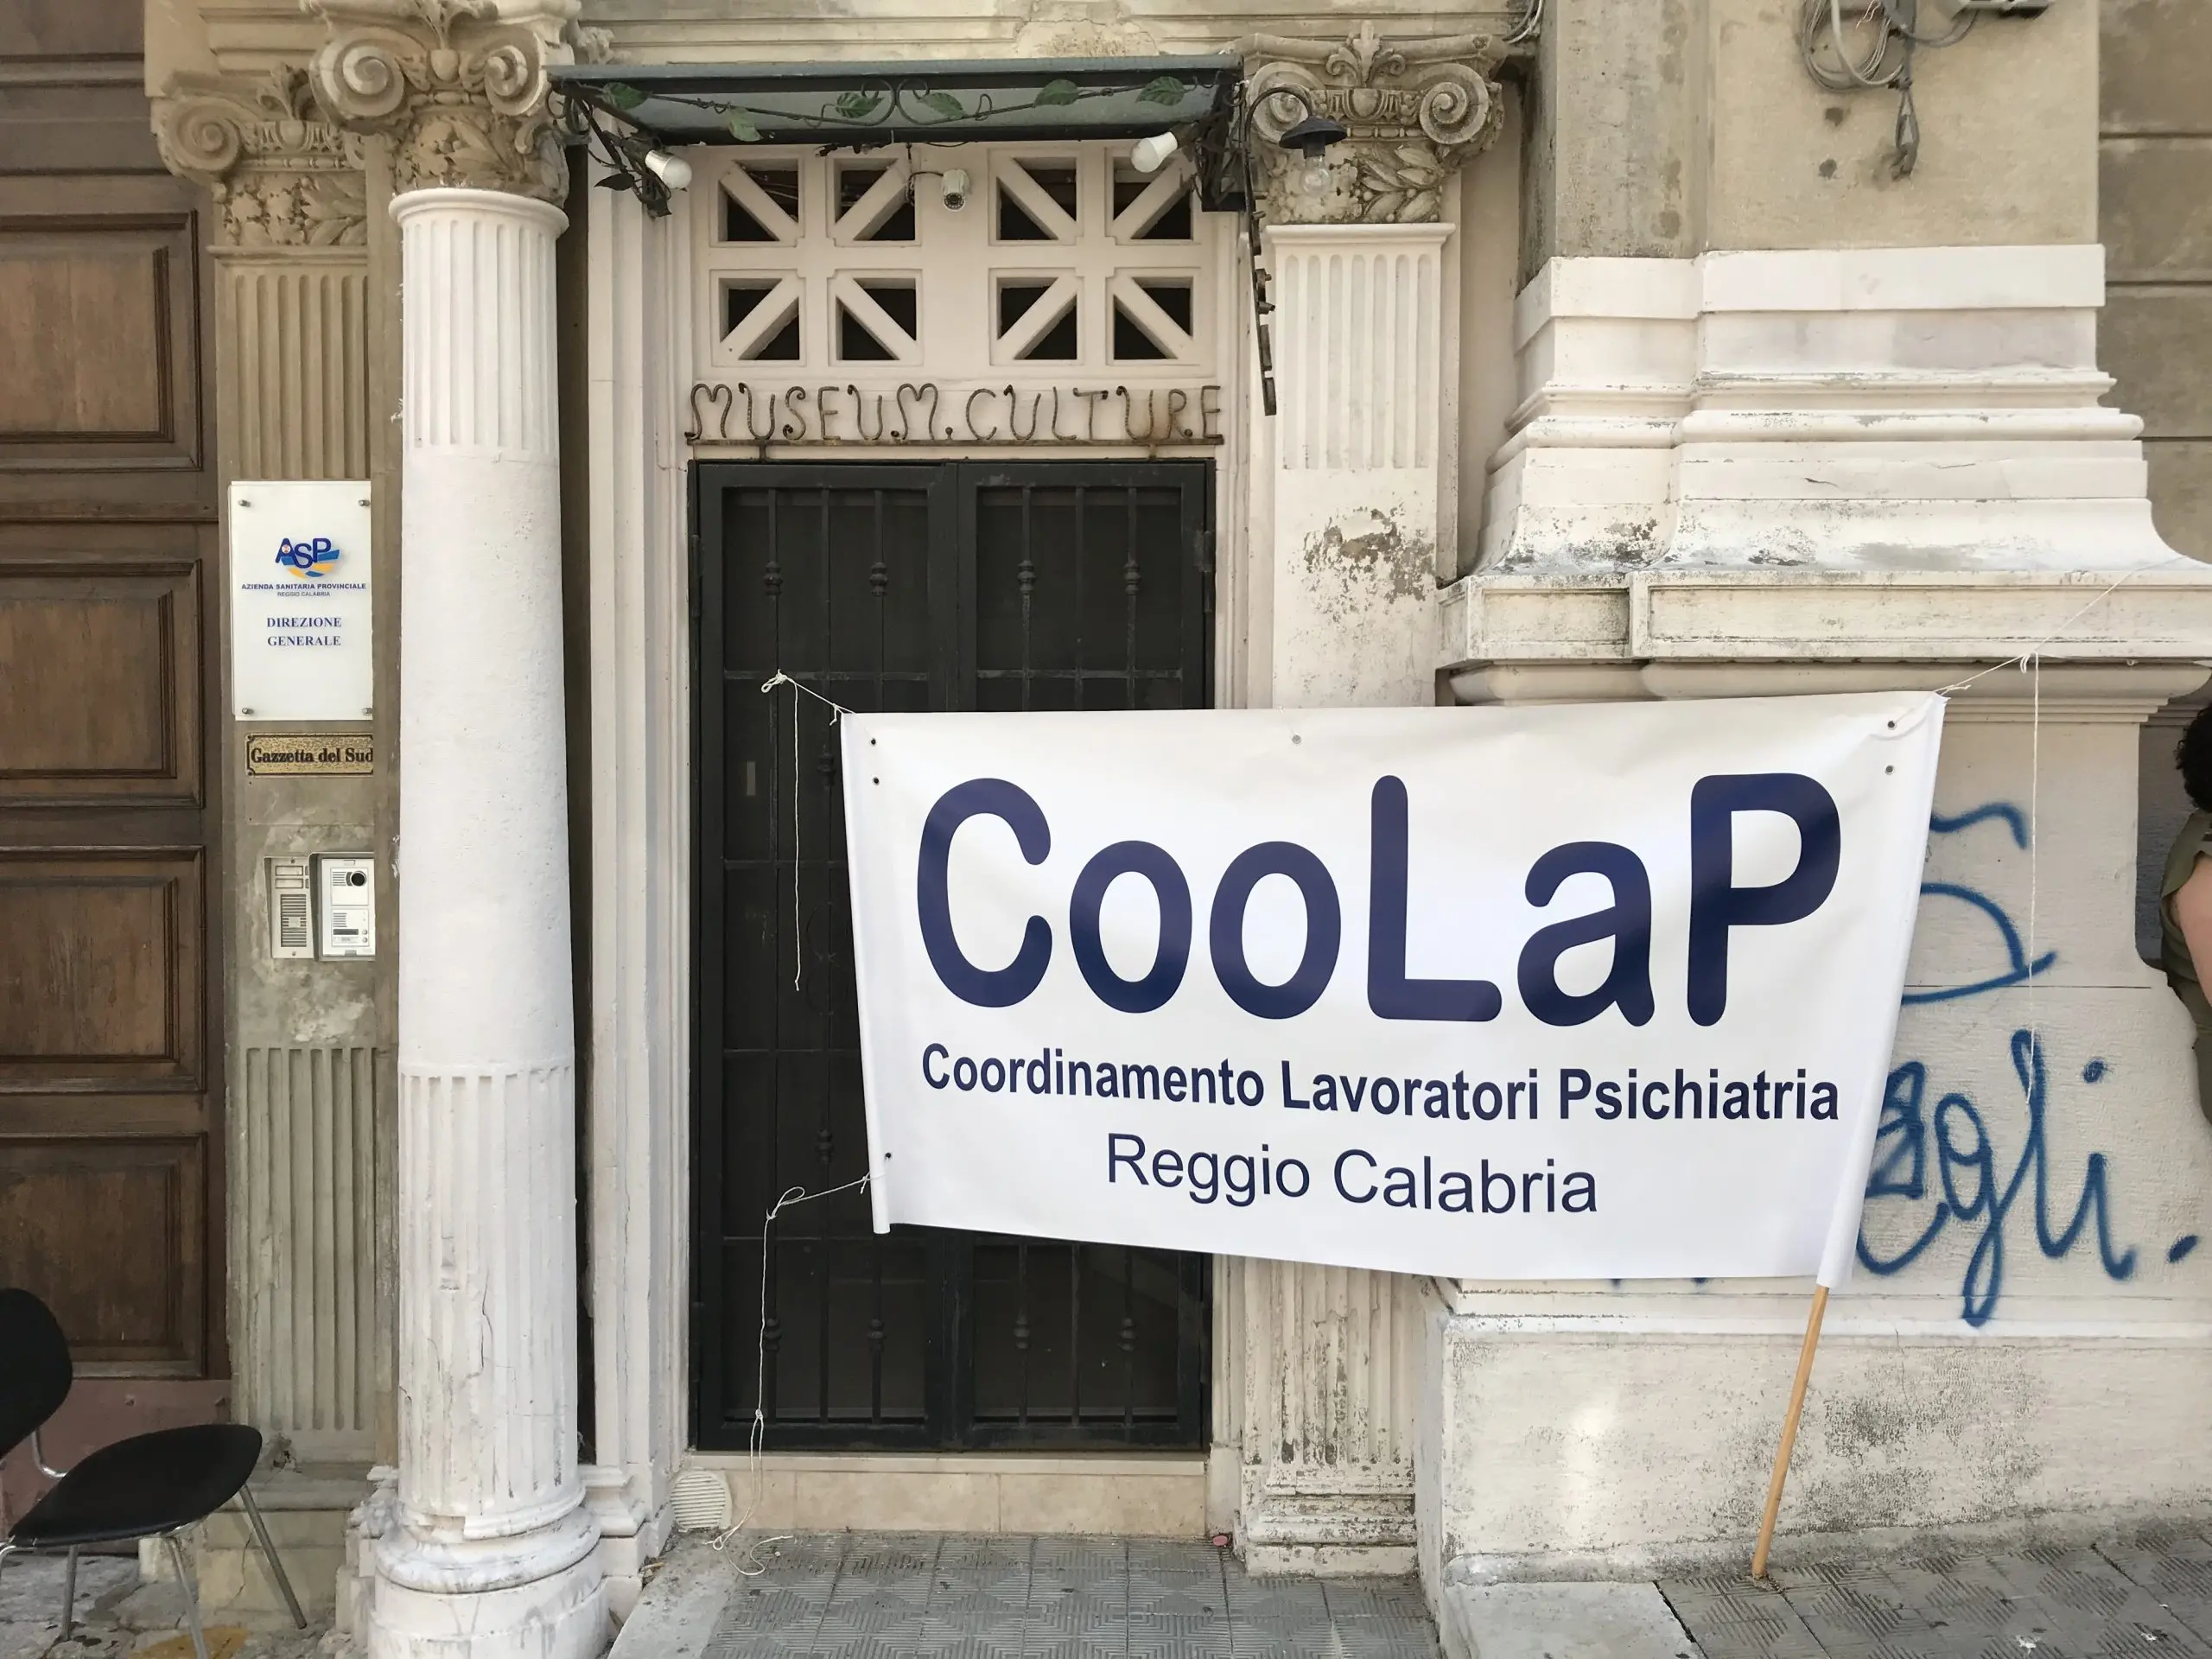 MUSEUM.CULTURE
ASP
AZIENDA SANITARIA PROVINCIALE
REGGIO CALABRIA
DIREZIONE
GENERALE
Gazzetta del Sud
CooLaP
Coordinamento Lavoratori Psichiatria
Reggio Calabria